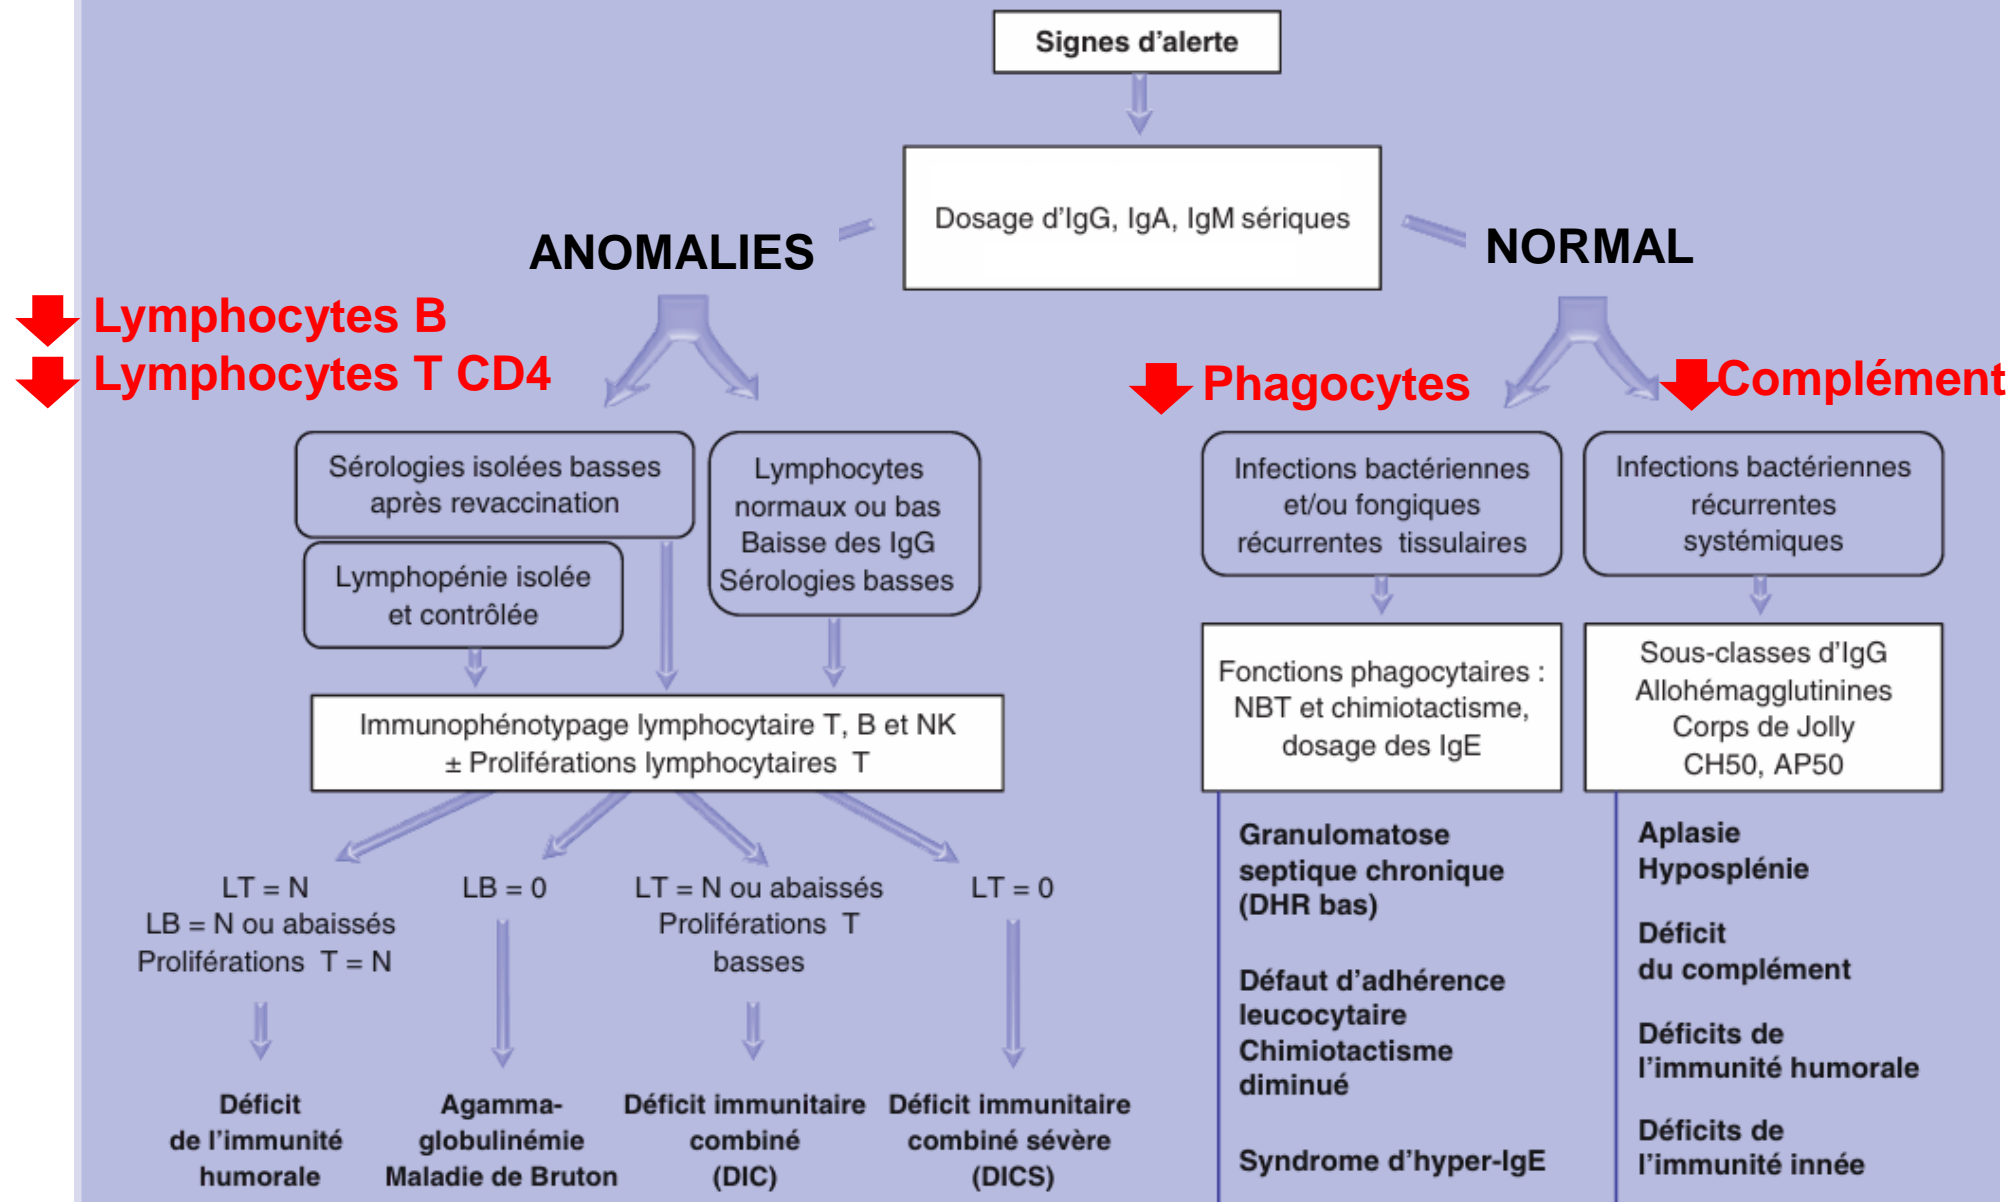 Signes d'alerte
Dosage d'IgG, IgA, IgM sériques
ANOMALIES
NORMAL
Lymphocytes B
Lymphocytes T CD4
Phagocytes
Complément
Sérologies isolées basses
après revaccination
Lymphopénie isolée
et contrôlée
Lymphocytes
normaux ou bas
Baisse des IgG
Sérologies basses
Infections bactériennes
et/ou fongiques
récurrentes tissulaires
Infections bactériennes
récurrentes
systémiques
Immunophénotypage lymphocytaire T, B et NK
± Proliférations lymphocytaires T
Fonctions phagocytaires :
NBT et chimiotactisme,
dosage des IgE
Sous-classes d'IgG
Allohémagglutinines
Corps de Jolly
CH50, AP50
LT = N
LB = N ou abaissés
Proliférations T = N
LB = 0
LT = N ou abaissés
Proliférations T
basses
LT = 0
Déficit
de l'immunité
humorale
Agamma-
globulinémie
Maladie de Bruton
Déficit immunitaire
combiné
(DIC)
Déficit immunitaire
combiné sévère
(DICS)
Granulomatose
septique chronique
(DHR bas)
Défaut d'adhérence
leucocytaire
Chimiotactisme
diminué
Syndrome d'hyper-IgE
Aplasie
Hyposplénie
Déficit
du complément
Déficits de
l'immunité humorale
Déficits de
l'immunité innée